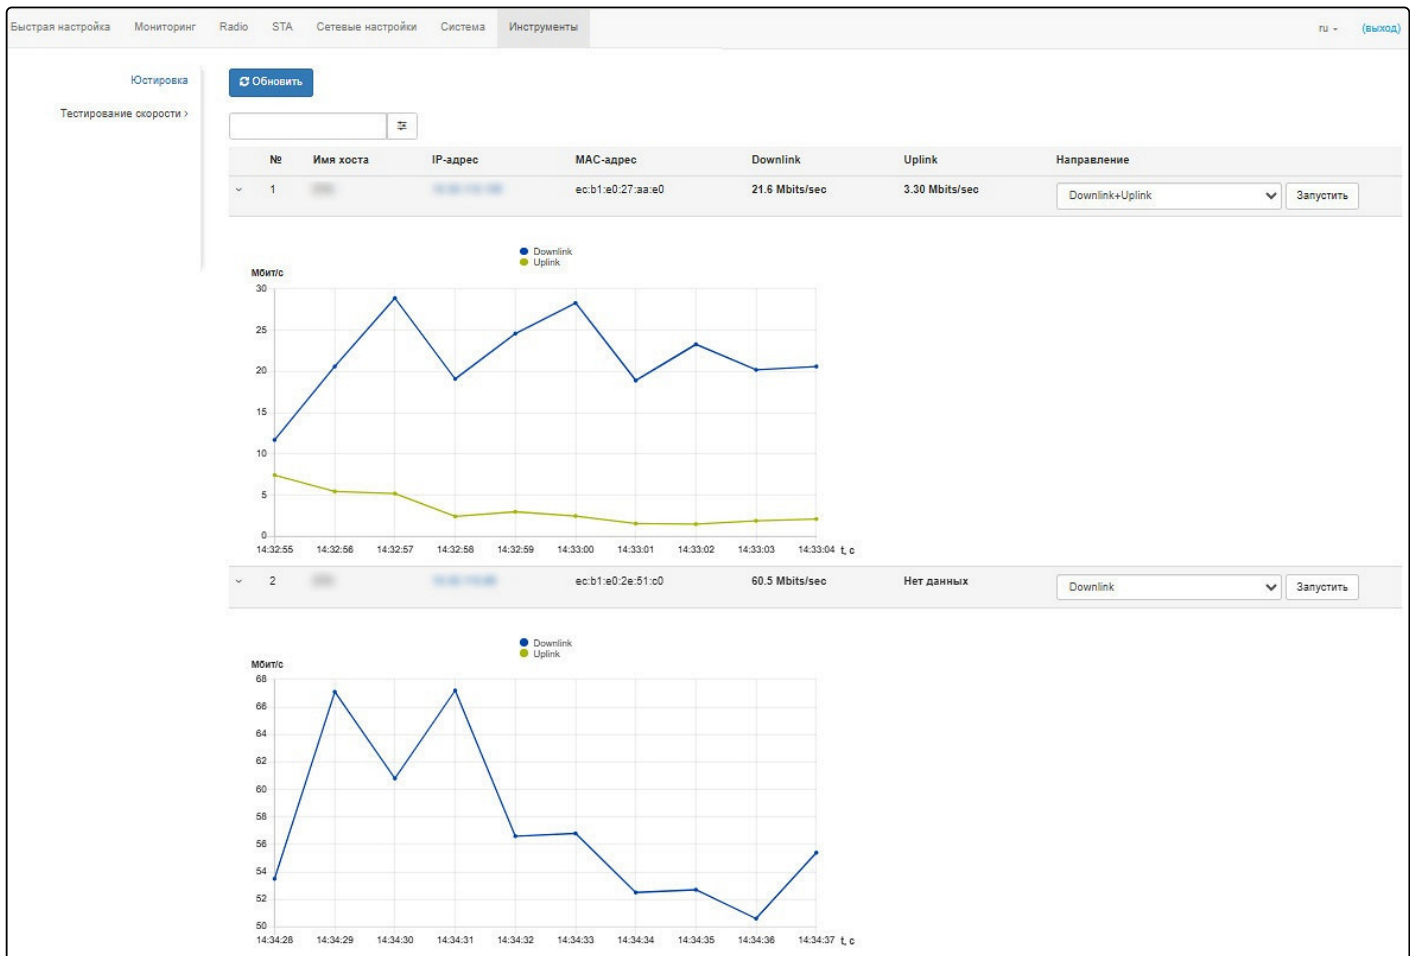 Быстрая настройка Мониторинг Radio STA Сетевые настройки Система Инструменты ru (выход)
Юстировка
Обновить
Тестирование скорости ›
№ Имя хоста IP-адрес MAC-адрес Downlink Uplink Направление
1 ec:b1:e0:27:aa:e0 21.6 Mbits/sec 3.30 Mbits/sec Downlink+Uplink Запустить
Downlink
Uplink
Мбит/с
30
25
20
15
10
5
0
14:32:55 14:32:56 14:32:57 14:32:58 14:32:59 14:33:00 14:33:01 14:33:02 14:33:03 14:33:04 t, c
2 ec:b1:e0:2e:51:c0 60.5 Mbits/sec Нет данных Downlink Запустить
Downlink
Uplink
Мбит/с
68
66
64
62
60
58
56
54
52
50
14:34:28 14:34:29 14:34:30 14:34:31 14:34:32 14:34:33 14:34:34 14:34:35 14:34:36 14:34:37 t, c